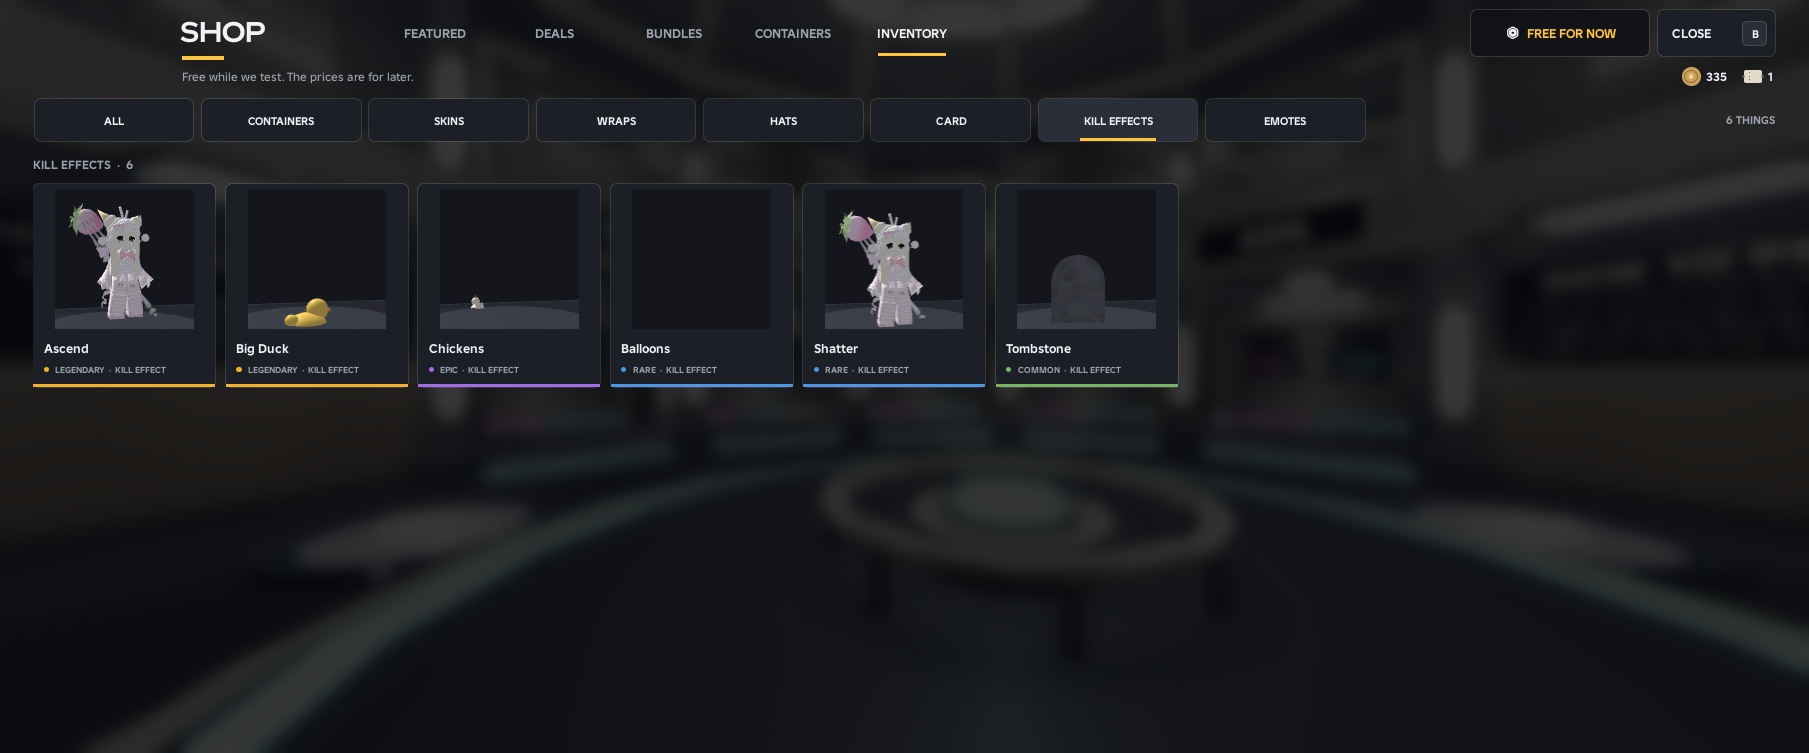 SHOP
FEATURED
DEALS
BUNDLES
CONTAINERS
INVENTORY
FREE FOR NOW
CLOSE
B
Free while we test. The prices are for later.
335
1
ALL
CONTAINERS
SKINS
WRAPS
HATS
CARD
KILL EFFECTS
EMOTES
6 THINGS
KILL EFFECTS · 6
Ascend
LEGENDARY · KILL EFFECT
Big Duck
LEGENDARY · KILL EFFECT
Chickens
EPIC · KILL EFFECT
Balloons
RARE · KILL EFFECT
Shatter
RARE · KILL EFFECT
Tombstone
COMMON · KILL EFFECT